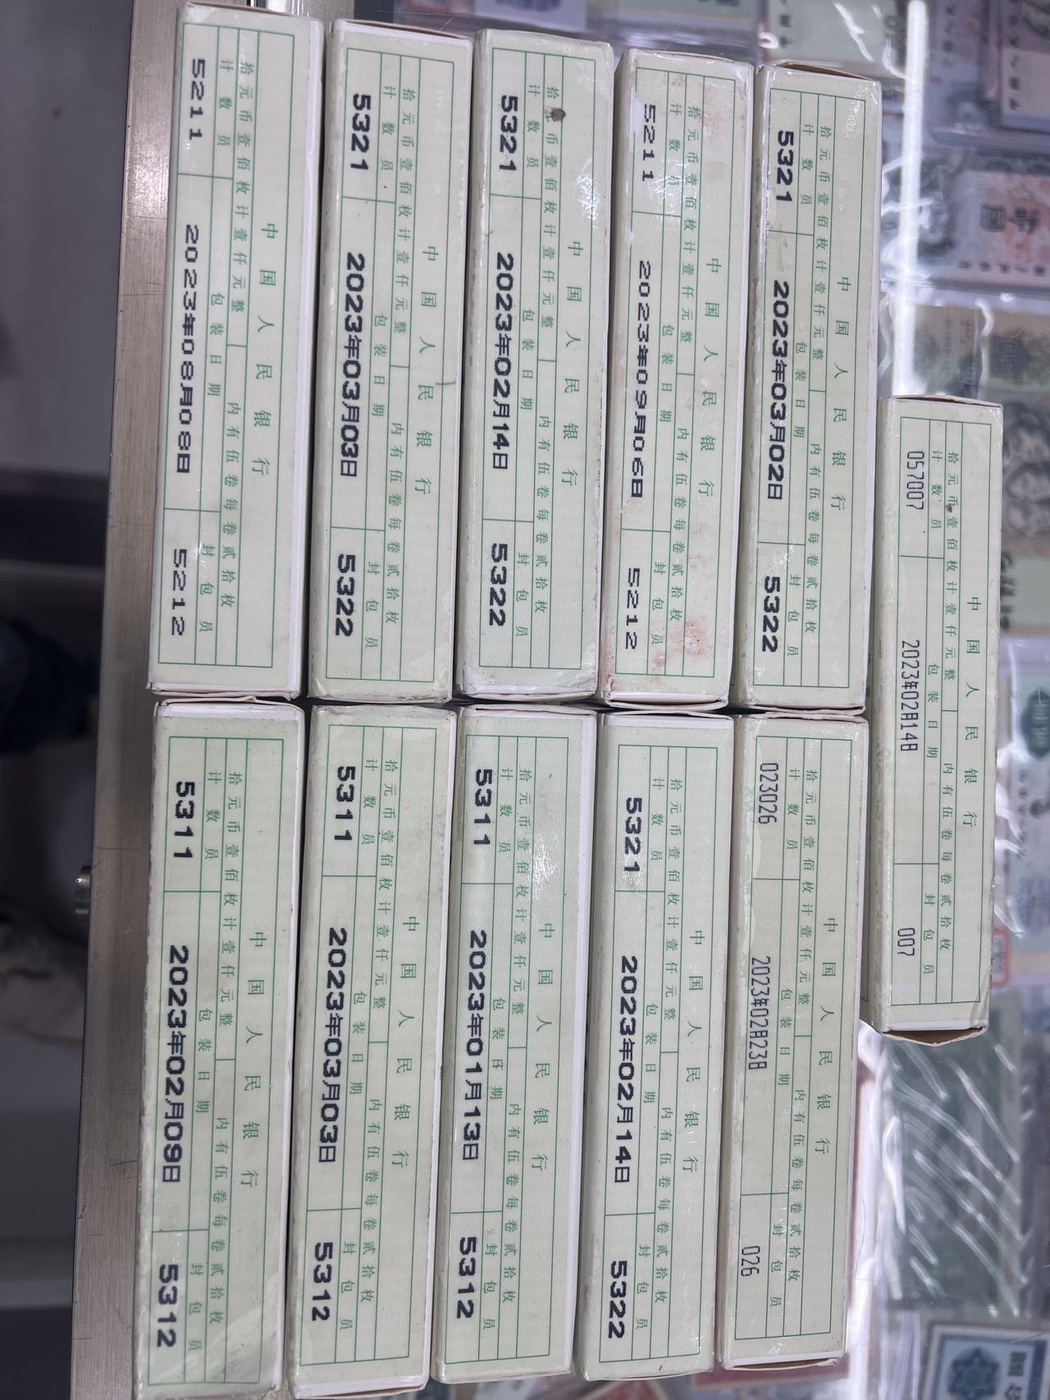 中国人民银行
拾元币壹佰枚计壹仟元整
内有伍卷每卷贰拾枚
计数员
包装日期
封包员
5211
2023年08月08日
5212
中国人民银行
拾元币壹佰枚计壹仟元整
内有伍卷每卷贰拾枚
计数员
包装日期
封包员
5321
2023年03月03日
5322
中国人民银行
拾元币壹佰枚计壹仟元整
内有伍卷每卷贰拾枚
计数员
包装日期
封包员
5321
2023年02月14日
5322
中国人民银行
拾元币壹佰枚计壹仟元整
内有伍卷每卷贰拾枚
计数员
包装日期
封包员
5211
2023年09月06日
5212
中国人民银行
拾元币壹佰枚计壹仟元整
内有伍卷每卷贰拾枚
计数员
包装日期
封包员
5321
2023年03月02日
5322
中国人民银行
拾元币壹佰枚计壹仟元整
内有伍卷每卷贰拾枚
计数员
包装日期
封包员
057007
2023年02月14日
007
中国人民银行
拾元币壹佰枚计壹仟元整
内有伍卷每卷贰拾枚
计数员
包装日期
封包员
5311
2023年02月09日
5312
中国人民银行
拾元币壹佰枚计壹仟元整
内有伍卷每卷贰拾枚
计数员
包装日期
封包员
5311
2023年03月03日
5312
中国人民银行
拾元币壹佰枚计壹仟元整
内有伍卷每卷贰拾枚
计数员
包装日期
封包员
5311
2023年01月13日
5312
中国人民银行
拾元币壹佰枚计壹仟元整
内有伍卷每卷贰拾枚
计数员
包装日期
封包员
5321
2023年02月14日
5322
中国人民银行
拾元币壹佰枚计壹仟元整
内有伍卷每卷贰拾枚
计数员
包装日期
封包员
023026
2023年02月23日
026